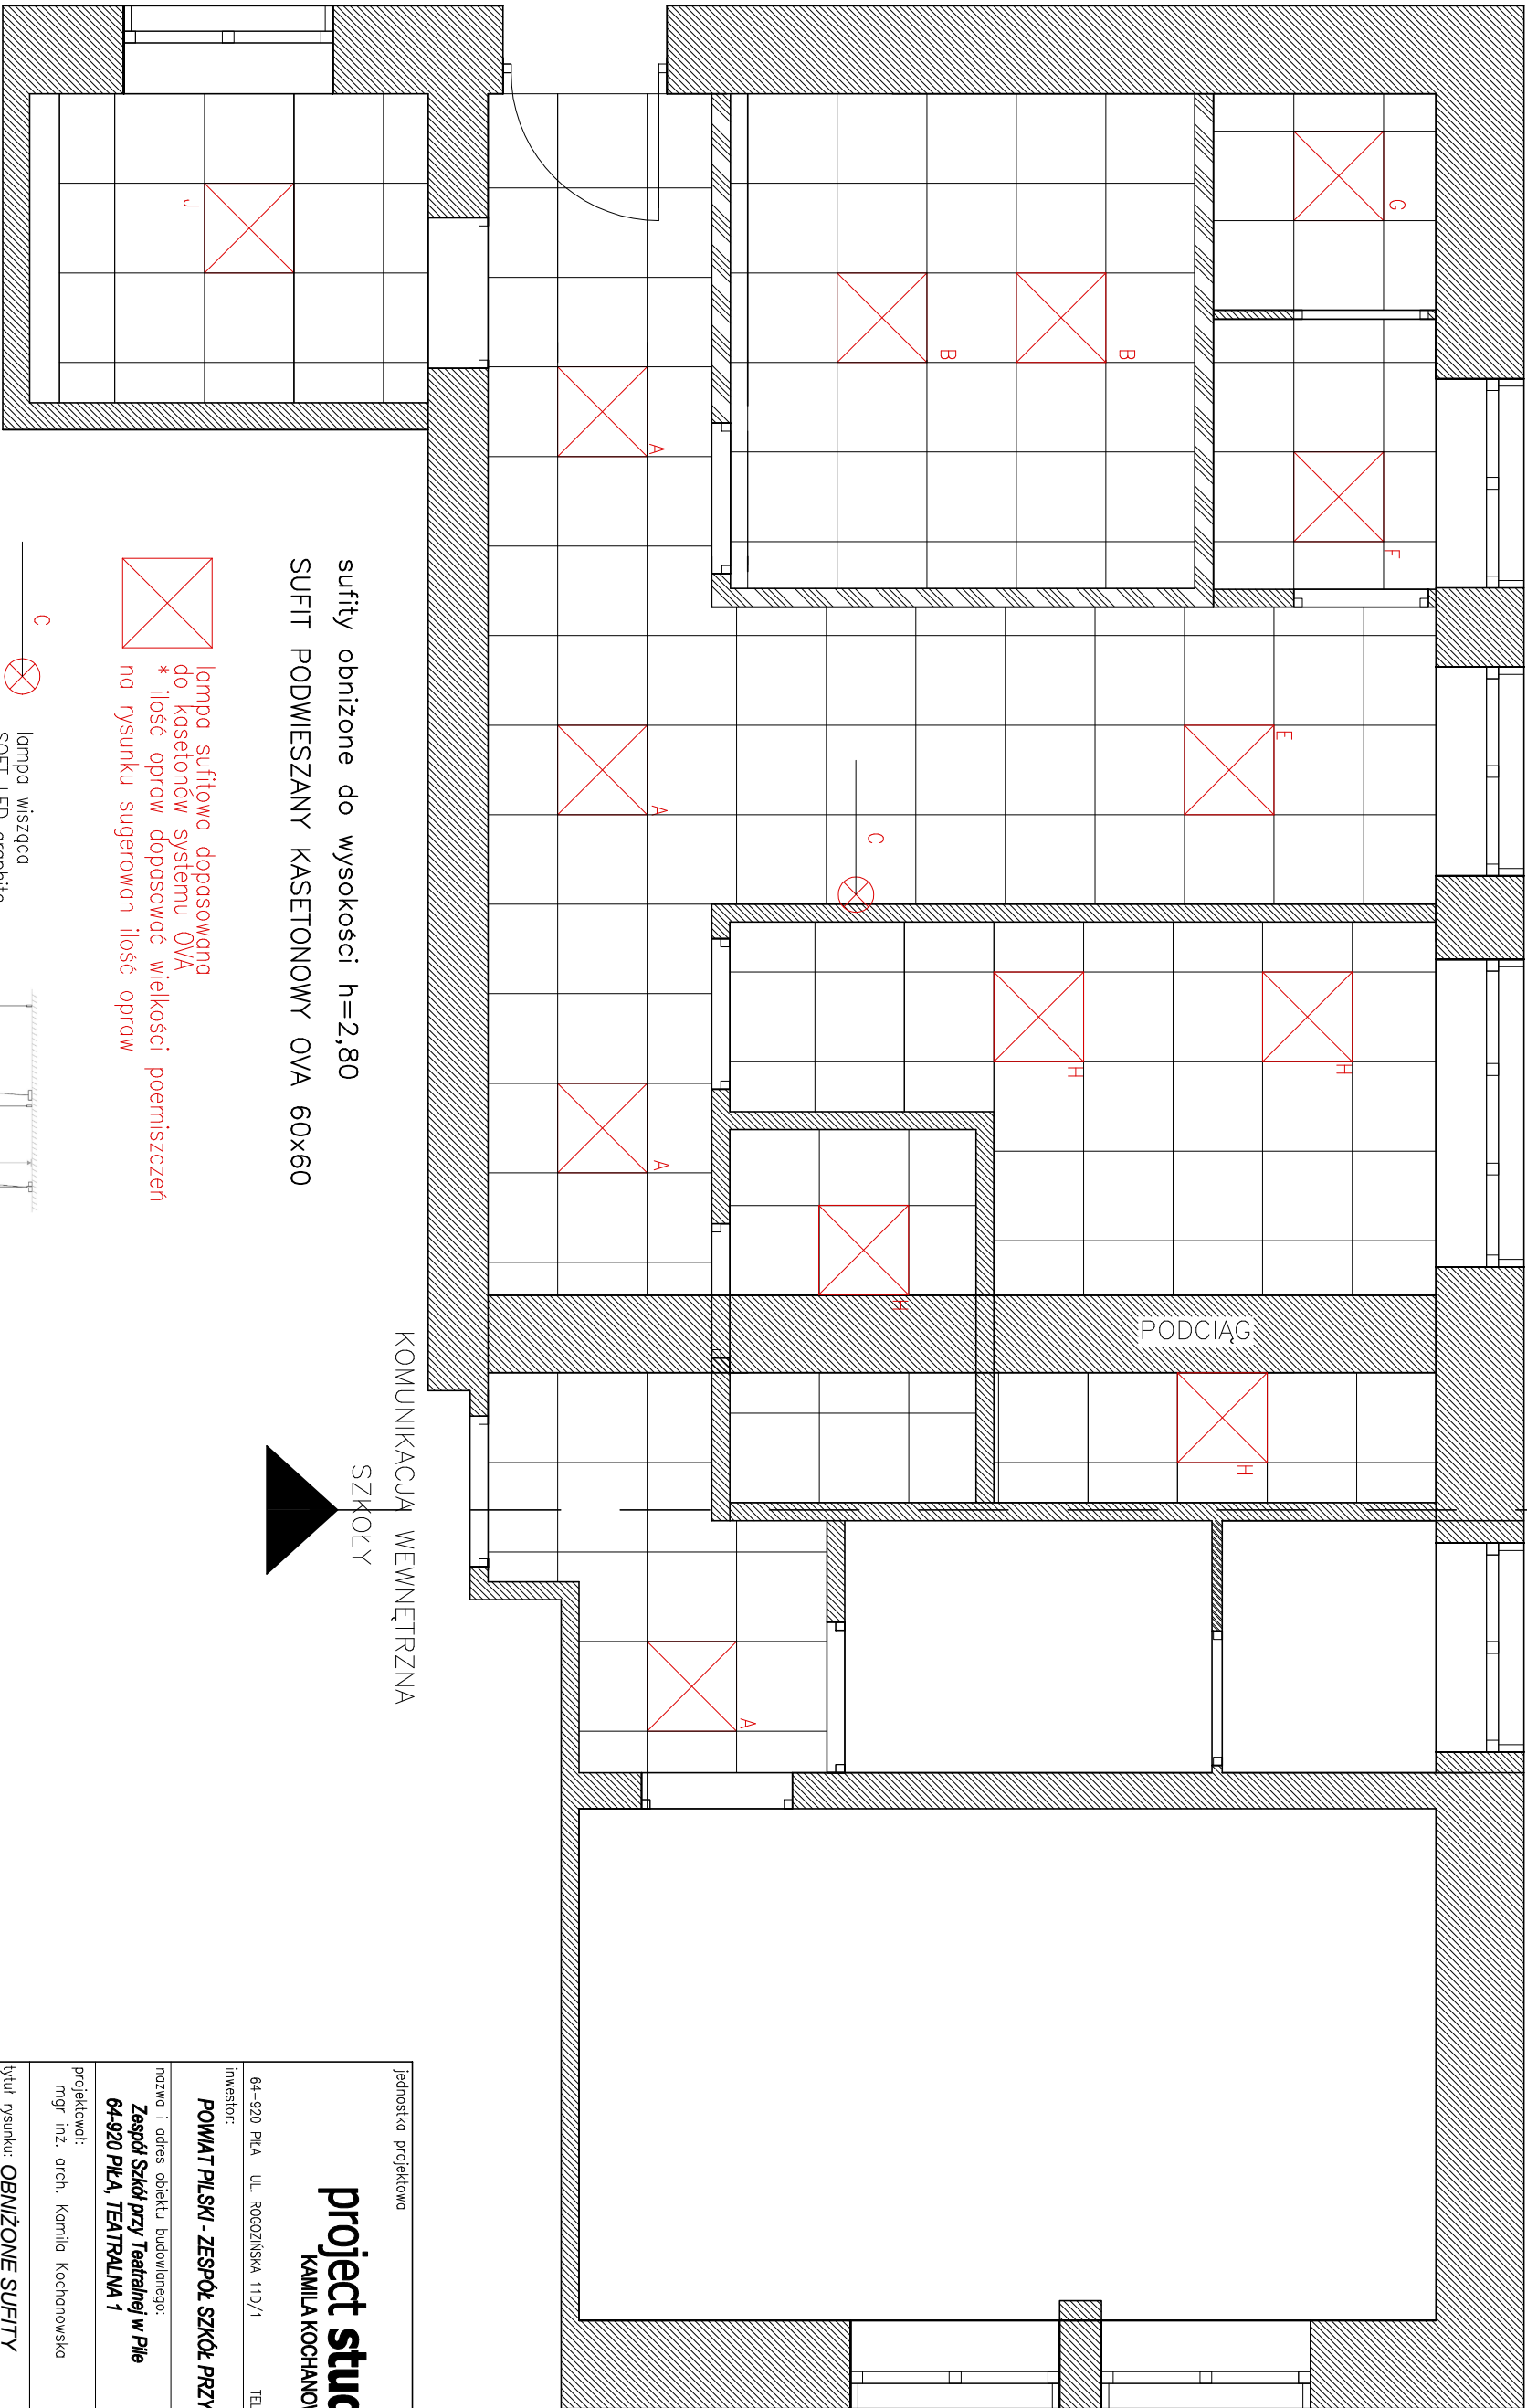 G
F
B
B
A
J
E
A
C
H
H
A
H
PODCIĄG
H
A
sufity obniżone do wysokości h=2,80
SUFIT PODWIESZANY KASETONOWY OVA 60x60
lampa sufitowa dopasowana
do kasetonów systemu OVA
* ilość opraw dopasować wielkości poemiszczeń
na rysunku sugerowan ilość opraw
C
lampa wisząca
KOMUNIKACJA WEWNĘTRZNA
SZKOŁY
jednostka projektowa
project
KAMILA
64-920 PIŁA UL. ROGOZIŃSKA 11D/1
inwestor:
POWIAT PILSKI - ZESPÓŁ SZKÓŁ PRZY
nazwa i adres obiektu budowlanego:
Zespół Szkół przy Teatralnej w Pile
64-920 PIŁA, TEATRALNA 1
projektował:
mgr inż. arch. Kamila Kochanowska
tytuł rysunku: OBNIŻONE SUFITY